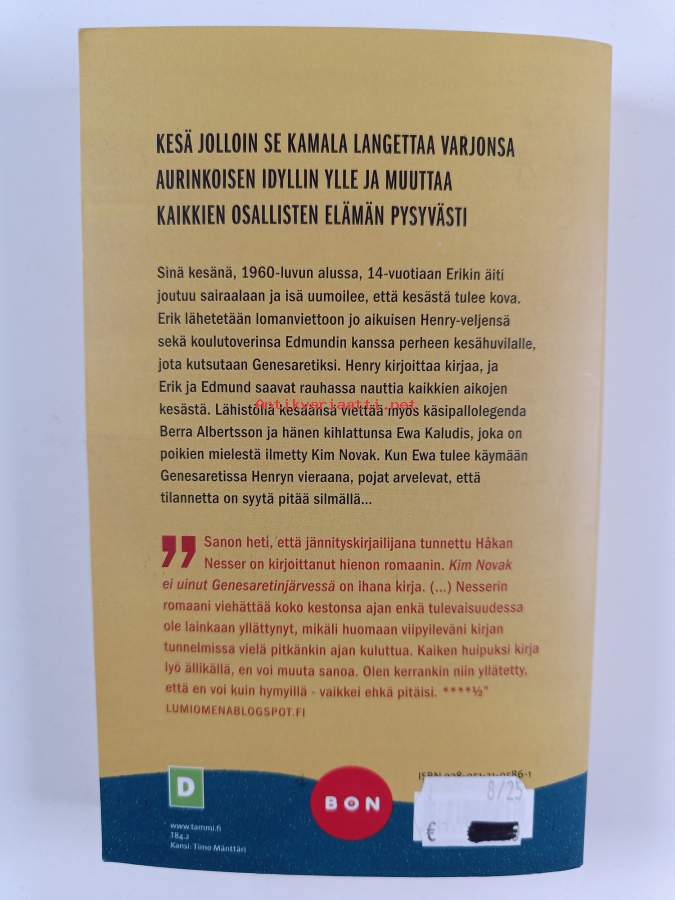 KESÄ JOLLOIN SE KAMALA LANGETTAA VARJONSA
AURINKOISEN IDYLLIN YLLE JA MUUTTAA
KAIKKIEN OSALLISTEN ELÄMÄN PYSYVÄSTI
Sinä kesänä, 1960-luvun alussa, 14-vuotiaan Erikin äiti
joutuu sairaalaan ja isä uumoilee, että kesästä tulee kova.
Erik lähetetään lomanviettoon jo aikuisen Henry-veljensä
sekä koulutoverinsa Edmundin kanssa perheen kesähuvilalle,
jota kutsutaan Genesaretiksi. Henry kirjoittaa kirjaa, ja
Erik ja Edmund saavat rauhassa nauttia kaikkien aikojen
kesästä. Lähistöllä kesäänsä viettää myös käsipallolegenda
Antikvariaatti.net
Berra Albertsson ja hänen kihlattunsa Ewa Kaludis, joka on
poikien mielestä ilmetty Kim Novak. Kun Ewa tulee käymään
Genesaretissa Henryn vieraana, pojat arvelevat, että
tilannetta on syytä pitää silmällä...
" Sanon heti, että jännityskirjailijana tunnettu Håkan
Nesser on kirjoittanut hienon romaanin. Kim Novak
ei uinut Genesaretinjärvessä on ihana kirja. (...) Nesserin
romaani viehättää koko kestonsa ajan enkä tulevaisuudessa
ole lainkaan yllättynyt, mikäli huomaan viipyileväni kirjan
tunnelmissa vielä pitkänkin ajan kuluttua. Kaiken huipuksi kirja
lyö ällikällä, en voi muuta sanoa. Olen kerrankin niin yllätetty,
että en voi kuin hymyillä - vaikkei ehkä pitäisi. ****½"
LUMIOMENABLOGSPOT.FI
D
BON
8/25
€
www.tammi.fi
T84.2
Kansi: Timo Mänttäri